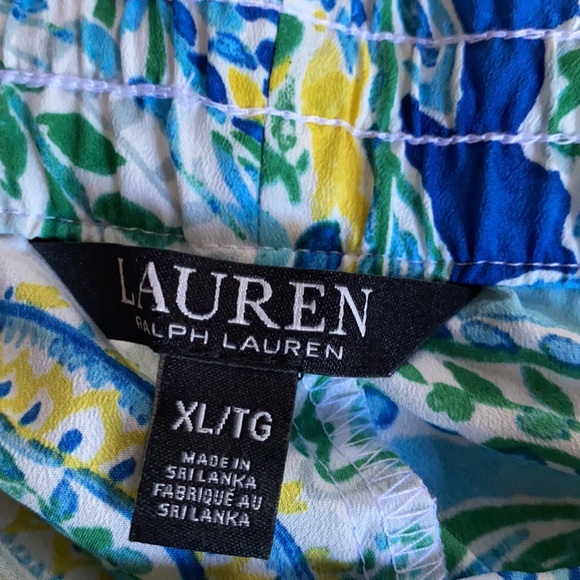 LAUREN
RALPH LAUREN
XL/TG
MADE IN
SRI LANKA
FABRIQUÉ AU
SRI LANKA